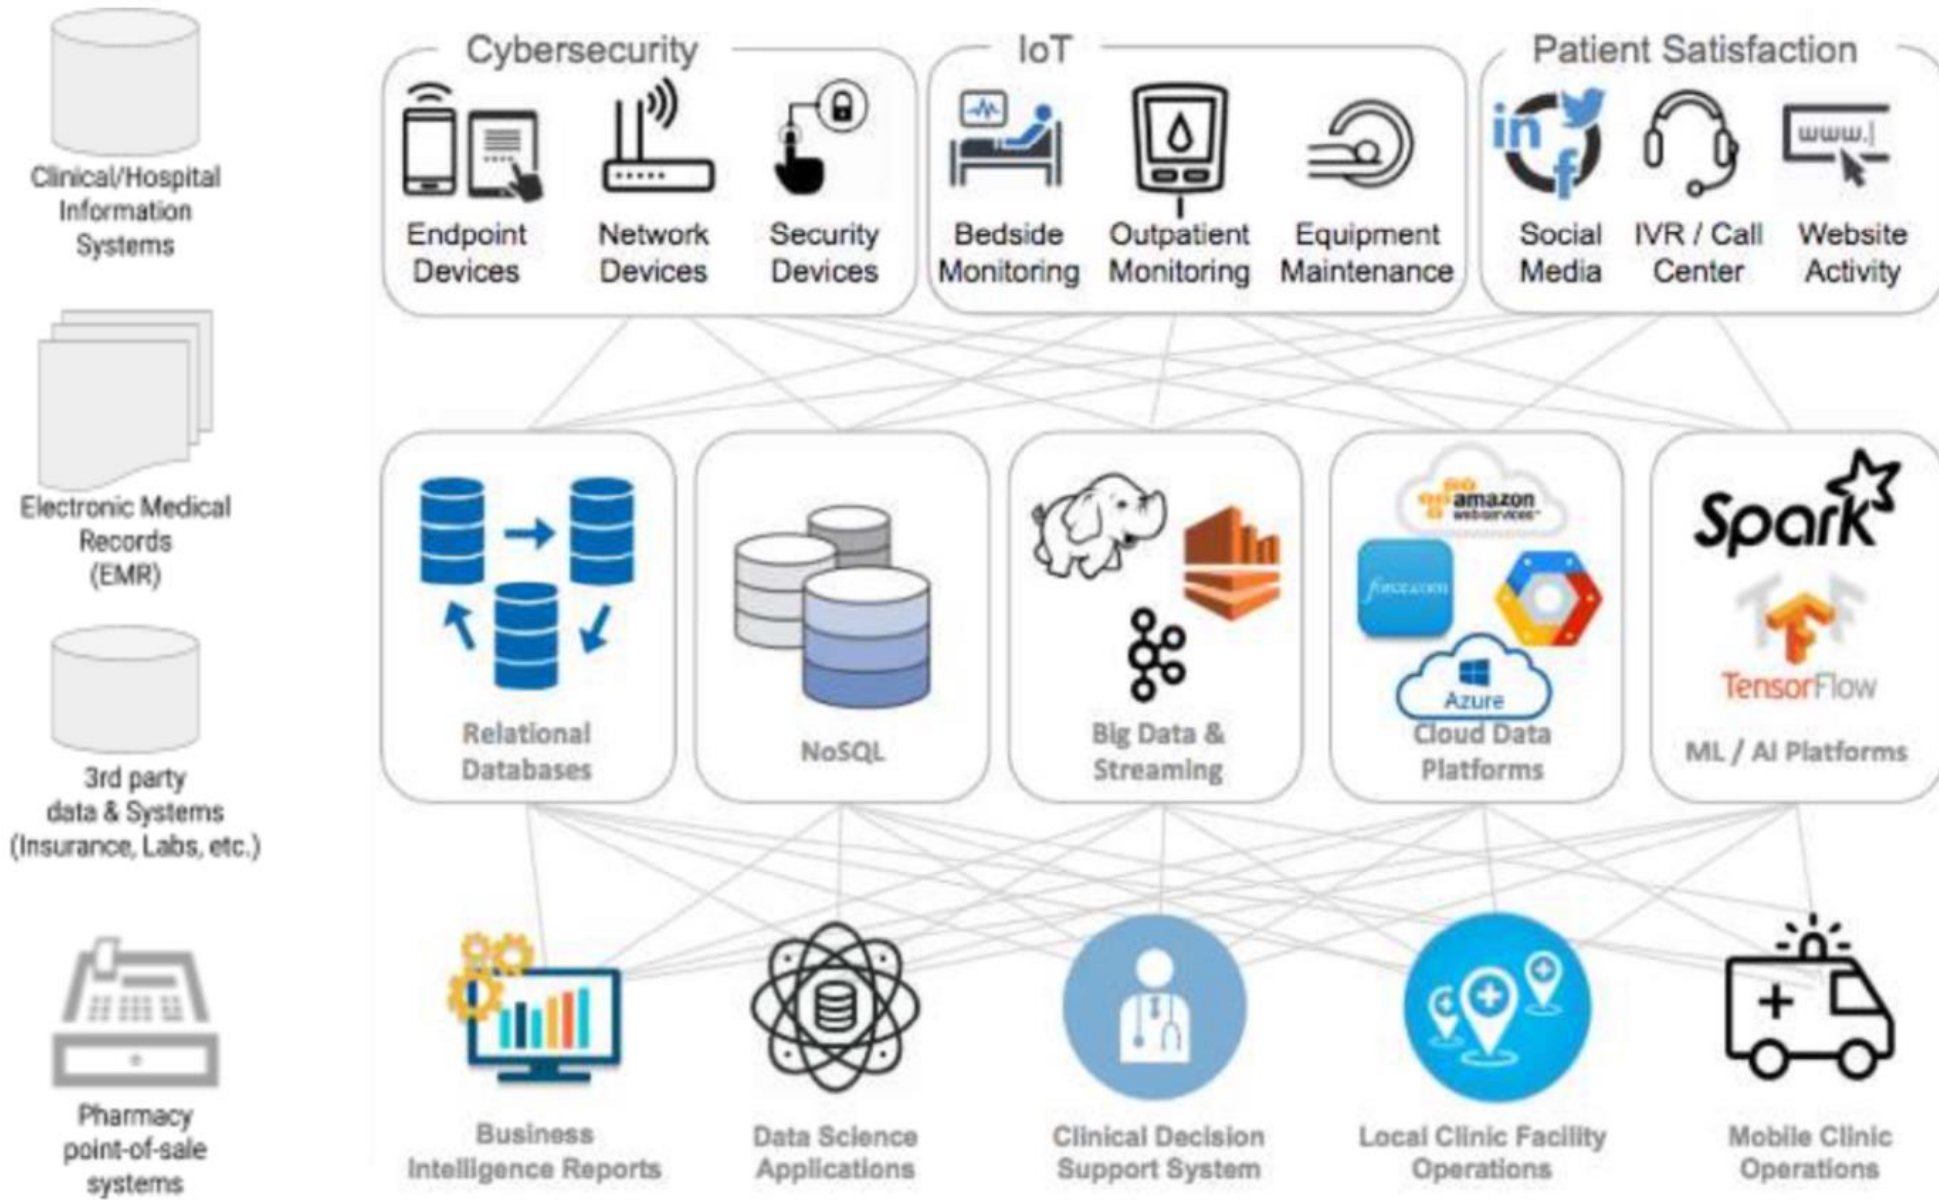 Clinical/Hospital
Information
Systems
Electronic Medical
Records
(EMR)
3rd party
data & Systems
(Insurance, Labs, etc.)
Pharmacy
point-of-sale
systems
Cybersecurity
Endpoint
Devices
Network
Devices
Security
Devices
IoT
Bedside
Monitoring
Outpatient
Monitoring
Equipment
Maintenance
Patient Satisfaction
in
f
Social
Media
IVR / Call
Center
www.|
Website
Activity
Relational
Databases
NoSQL
Big Data &
Streaming
amazon
webservices™
force.com
Azure
Cloud Data
Platforms
Spark
TensorFlow
ML / AI Platforms
Business
Intelligence Reports
Data Science
Applications
Clinical Decision
Support System
Local Clinic Facility
Operations
Mobile Clinic
Operations